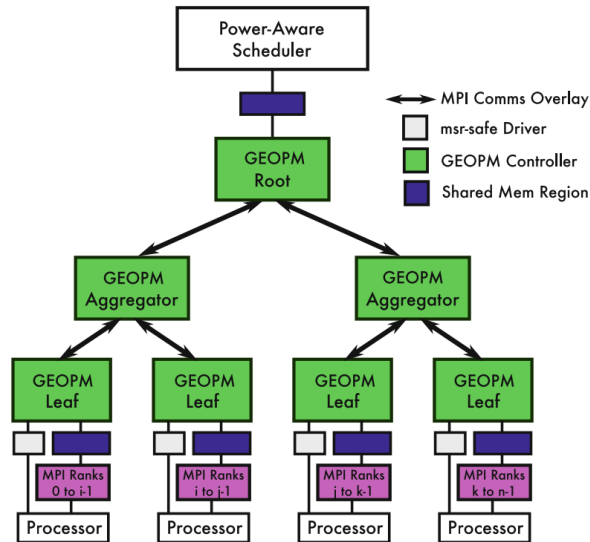 Power-Aware
Scheduler
MPI Comms Overlay
msr-safe Driver
GEOPM Controller
Shared Mem Region
GEOPM
Root
GEOPM
Aggregator
GEOPM
Aggregator
GEOPM
Leaf
GEOPM
Leaf
GEOPM
Leaf
GEOPM
Leaf
MPI Ranks
0 to i-1
MPI Ranks
i to j-1
MPI Ranks
j to k-1
MPI Ranks
k to n-1
Processor
Processor
Processor
Processor